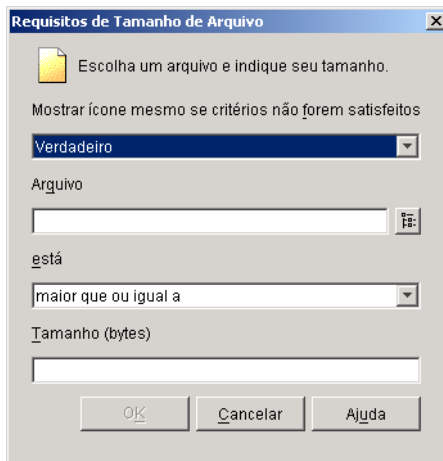 Requisitos de Tamanho de Arquivo
Escolha um arquivo e indique seu tamanho.
Mostrar ícone mesmo se critérios não forem satisfeitos
Verdadeiro
Arquivo
está
maior que ou igual a
Tamanho (bytes)
OK Cancelar Ajuda